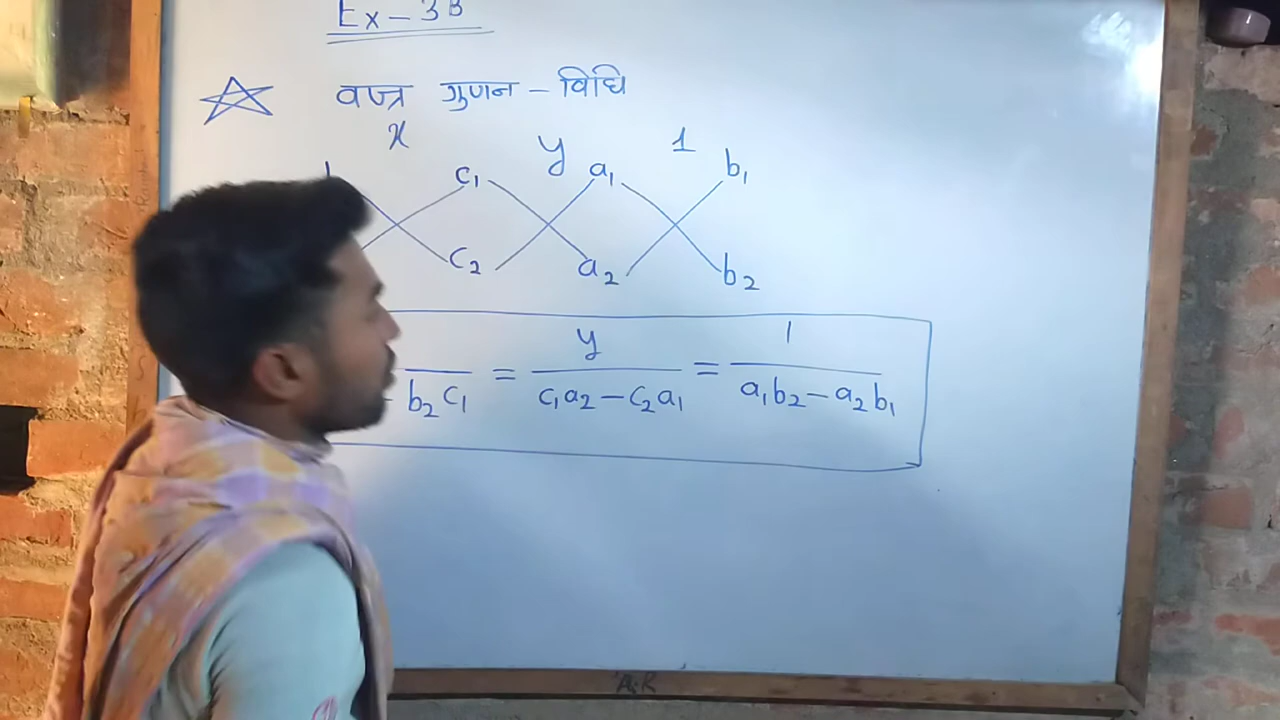 Ex - 3B
वज्र गुणन - विधि
x y 1
c₁ a₁ b₁
c₂ a₂ b₂
y 1
= =
b₂c₁ c₁a₂ - c₂a₁ a₁b₂ - a₂b₁
A.R